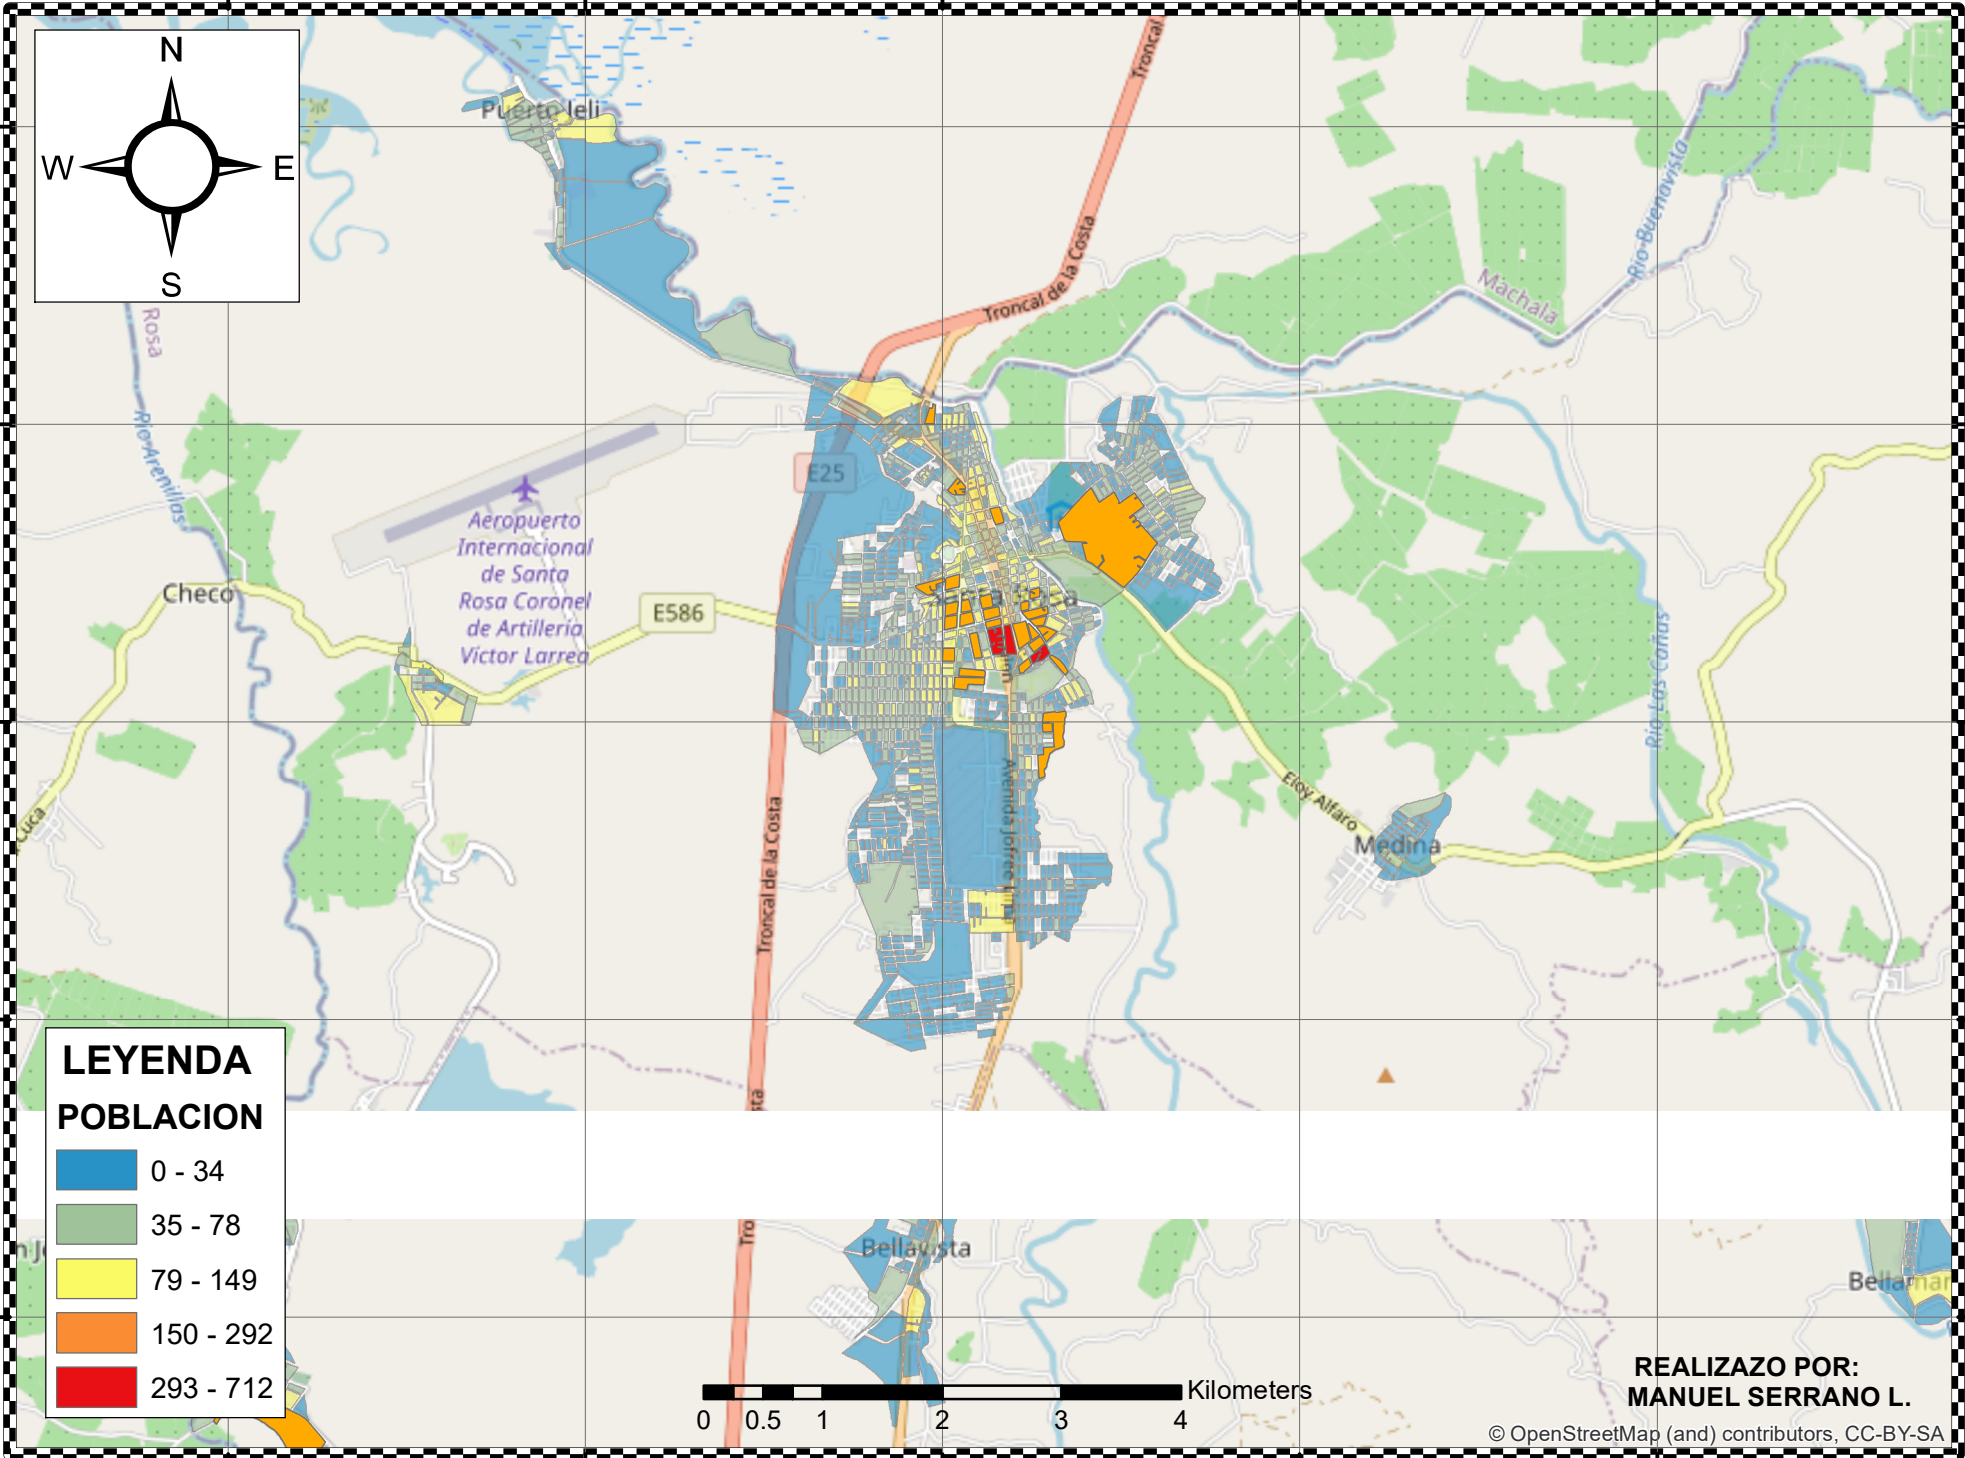 N
W
E
S
Puerto Jeli
Troncal
Troncal de la Costa
Rio Buenavista
Machala
Rosa
Rio Arenillas
E25
Aeropuerto
Internacional
de Santa
Rosa Coronel
de Artillería
Víctor Larrea
Checo
E586
Santa Rosa
Rio Las Cañas
Eloy Alfaro
Medina
Avenida Jofre Lima
Troncal de la Costa
LEYENDA
POBLACION
0 - 34
35 - 78
79 - 149
150 - 292
293 - 712
Bellavista
Bellamar
Kilometers
0 0.5 1 2 3 4
REALIZAZO POR:
MANUEL SERRANO L.
© OpenStreetMap (and) contributors, CC-BY-SA